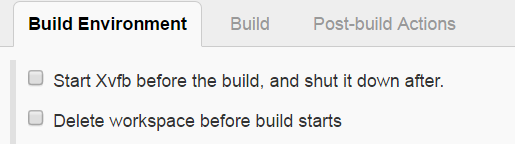 Build Environment Build Post-build Actions
Start Xvfb before the build, and shut it down after.
Delete workspace before build starts